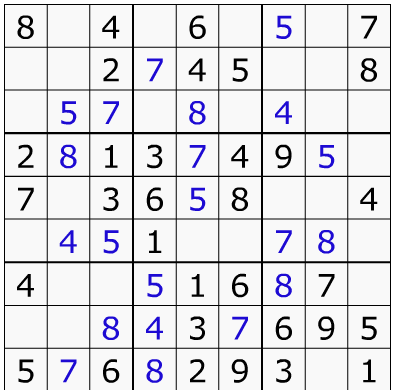 8 4 6 5 7
2 7 4 5 8
5 7 8 4
2 8 1 3 7 4 9 5
7 3 6 5 8 4
4 5 1 7 8
4 5 1 6 8 7
8 4 3 7 6 9 5
5 7 6 8 2 9 3 1